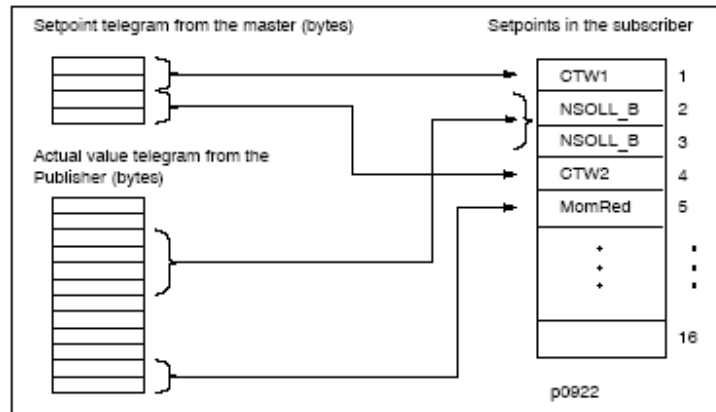 Setpoint telegram from the master (bytes)
Setpoints in the subscriber
CTW1 1
NSOLL_B 2
NSOLL_B 3
Actual value telegram from the
Publisher (bytes)
CTW2 4
MomRed 5
16
p0922